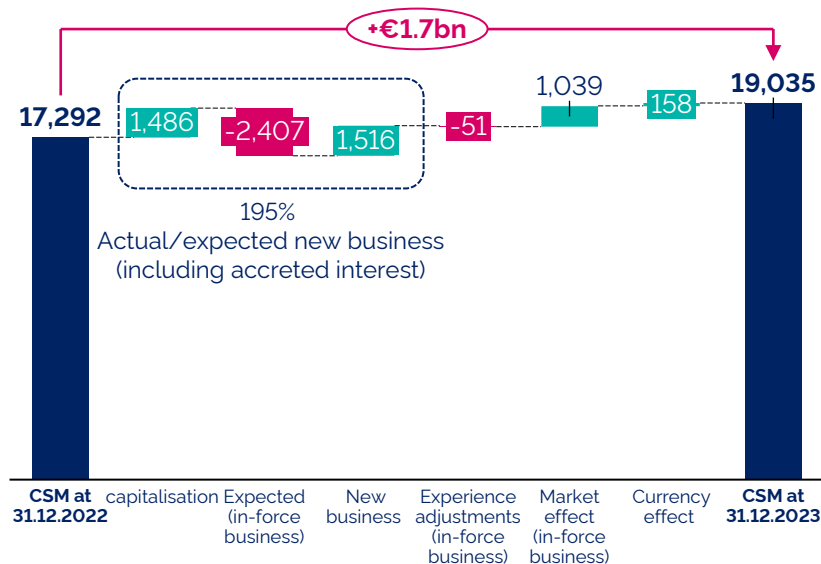 +€1.7bn
17,292
1,486
-2,407
1,516
-51
1,039
158
19,035
195%
Actual/expected new business
(including accreted interest)
CSM at
31.12.2022
capitalisation
Expected
(in-force
business)
New
business
Experience
adjustments
(in-force
business)
Market
effect
(in-force
business)
Currency
effect
CSM at
31.12.2023